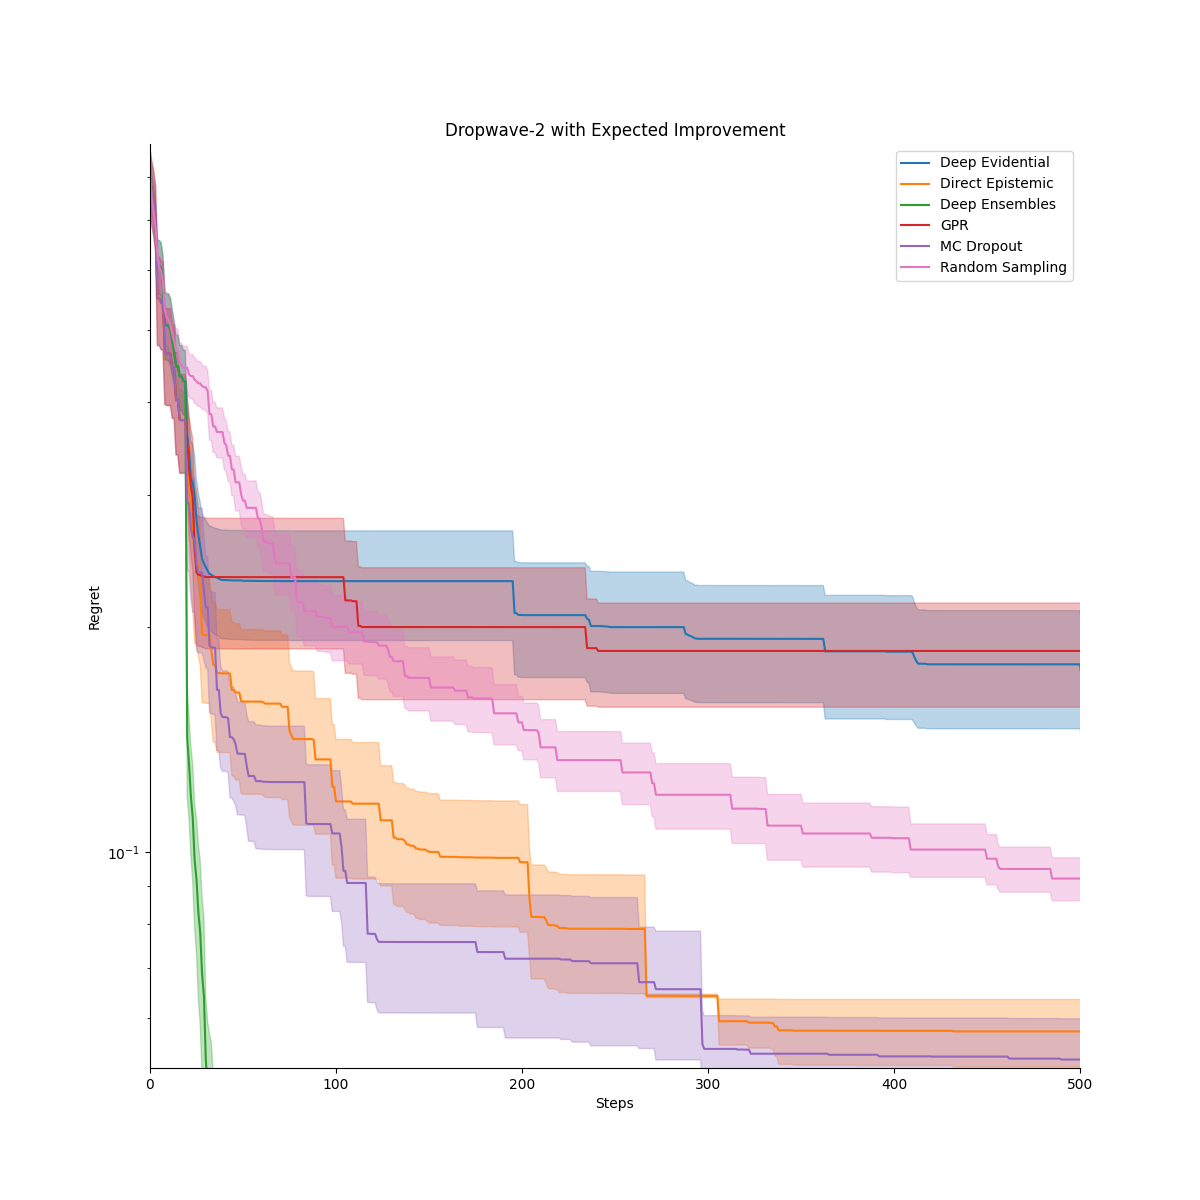 Dropwave-2 with Expected Improvement
Deep Evidential
Direct Epistemic
Deep Ensembles
GPR
MC Dropout
Random Sampling
Regret
10⁻¹
0 100 200 300 400 500
Steps